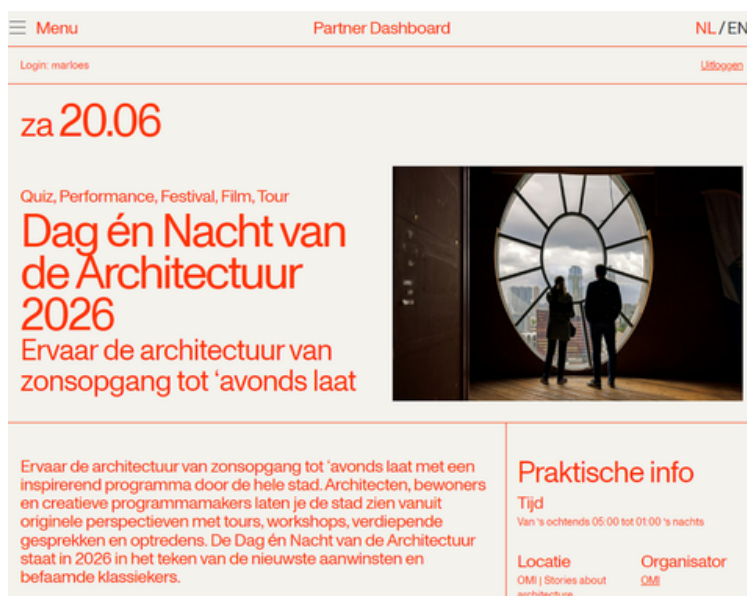 Menu
Partner Dashboard
NL/EN
Login: marloes
Uitloggen
za 20.06
Quiz, Performance, Festival, Film, Tour
Dag én Nacht van
de Architectuur
2026
Ervaar de architectuur van
zonsopgang tot ‘avonds laat
Ervaar de architectuur van zonsopgang tot ‘avonds laat met een
inspirerend programma door de hele stad. Architecten, bewoners
en creatieve programmamakers laten je de stad zien vanuit
originele perspectieven met tours, workshops, verdiepende
gesprekken en optredens. De Dag én Nacht van de Architectuur
staat in 2026 in het teken van de nieuwste aanwinsten en
befaamde klassiekers.
Praktische info
Tijd
Van 's ochtends 05:00 tot 01:00 's nachts
Locatie
OMI | Stories about
architecture
Organisator
OMI